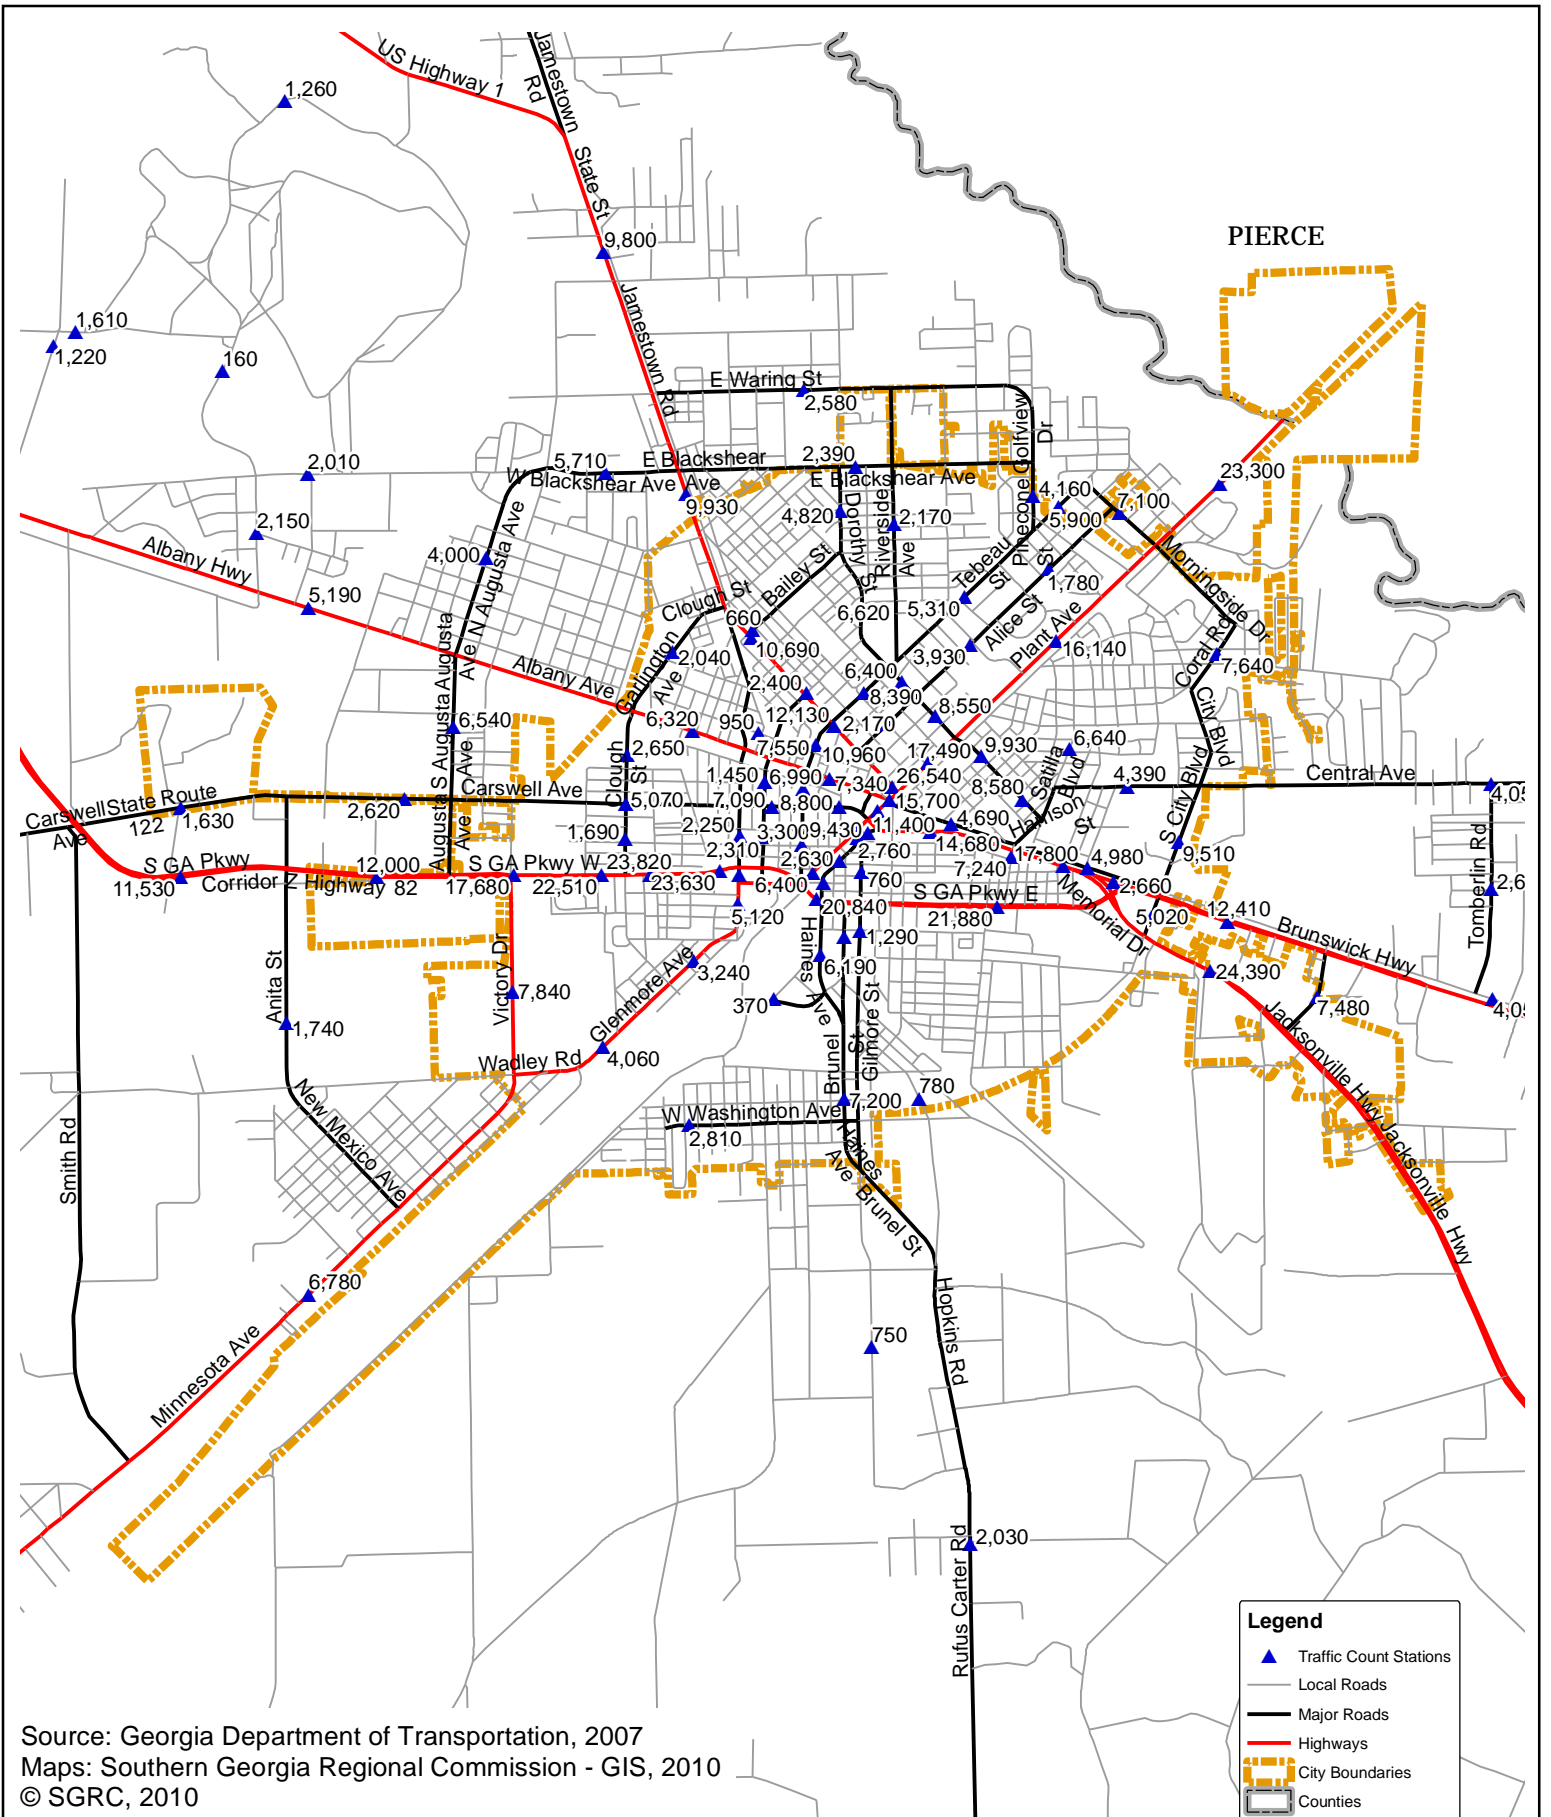 US Highway 1
Jamestown
Rd
1,260
State St
PIERCE
9,800
Jamestown Rd
1,610
1,220
160
E Waring St
2,580
Golfview
Dr
2,010
5,710
E Blackshear
Ave
2,390
W
Blackshear Ave
E Blackshear Ave
23,300
9,930
4,820
Dorothy
St
Riverside
Ave
2,170
Pinecone
St
4,160
5,900
7,100
2,150
Albany Hwy
4,000
N Augusta Ave
Bailey St
Tebeau
St
1,780
Morningside Dr
5,190
Clough St
660
6,620
5,310
Alice St
Plant Ave
10,690
Augusta
Ave
2,040
Garlington
Ave
3,930
16,140
Coral Rd
7,640
Albany Ave
2,400
6,400
8,390
City Blvd
6,540
6,320
950
12,130
2,170
8,550
S Augusta
Ave
2,650
Clough
St
7,550
10,960
17,490
9,930
6,640
Satilla
Blvd
1,450
6,990
7,340
26,540
8,580
4,390
Central Ave
4,05
Carswell
Ave
State Route
122
1,630
2,620
Carswell Ave
5,070
7,090
8,800
15,700
4,690
Harrison
St
S City Blvd
Augusta
Ave
1,690
2,250
3,300
9,430
11,400
14,680
S GA Pkwy
11,530
12,000
Corridor Z Highway
82
S GA Pkwy W
17,680
22,510
23,820
23,630
2,310
2,630
2,760
7,240
17,800
4,980
9,510
Tomberlin Rd
2,6
6,400
760
S GA Pkwy E
2,660
5,120
20,840
21,880
Memorial Dr
5,020
12,410
Brunswick Hwy
Anita St
Victory Dr
Haines
Ave
1,290
3,240
6,190
24,390
7,840
370
7,480
4,05
1,740
Glenmore Ave
Brunel
St
Gilmore St
Jacksonville Hwy
Wadley Rd
4,060
New Mexico Ave
W Washington Ave
7,200
780
2,810
Smith Rd
Haines
Ave
Jacksonville Hwy
Brunel St
6,780
Minnesota Ave
750
Hopkins Rd
2,030
Rufus Carter Rd
Legend
Traffic Count Stations
Local Roads
Major Roads
Highways
City Boundaries
Counties
Source: Georgia Department of Transportation, 2007
Maps: Southern Georgia Regional Commission - GIS, 2010
© SGRC, 2010